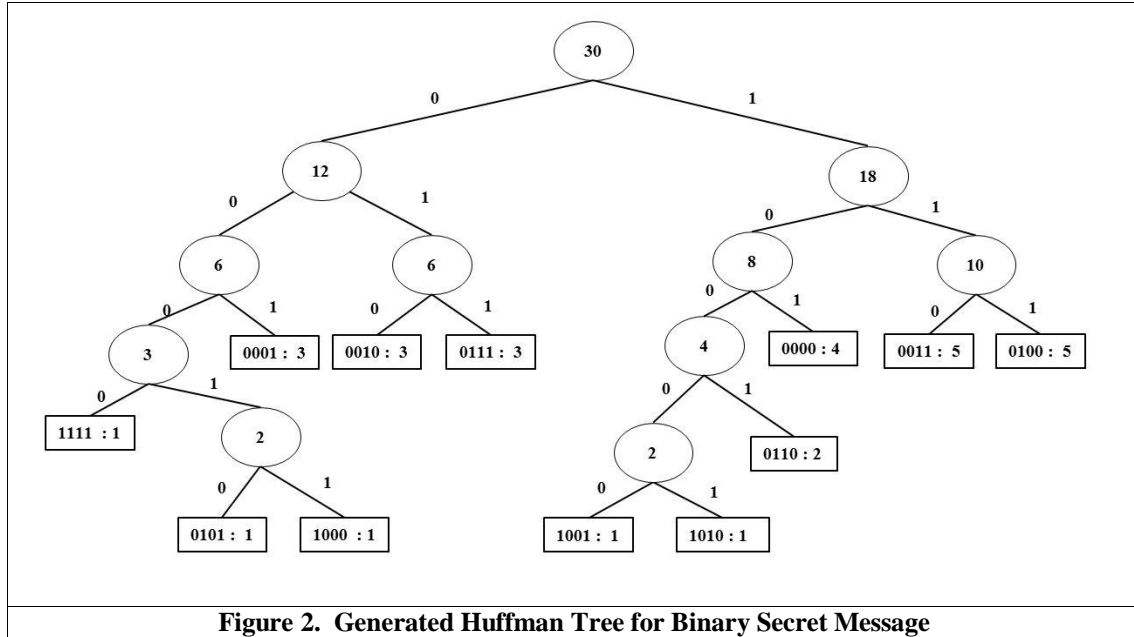 30
0 1
12 18
0 1 0 1
6 6 8 10
0 1 0 1 0 1 0 1
3 0001 : 3 0010 : 3 0111 : 3 4 0000 : 4 0011 : 5 0100 : 5
0 1 0 1
1111 : 1 2 2 0110 : 2
0 1 0 1
0101 : 1 1000 : 1 1001 : 1 1010 : 1
Figure 2. Generated Huffman Tree for Binary Secret Message